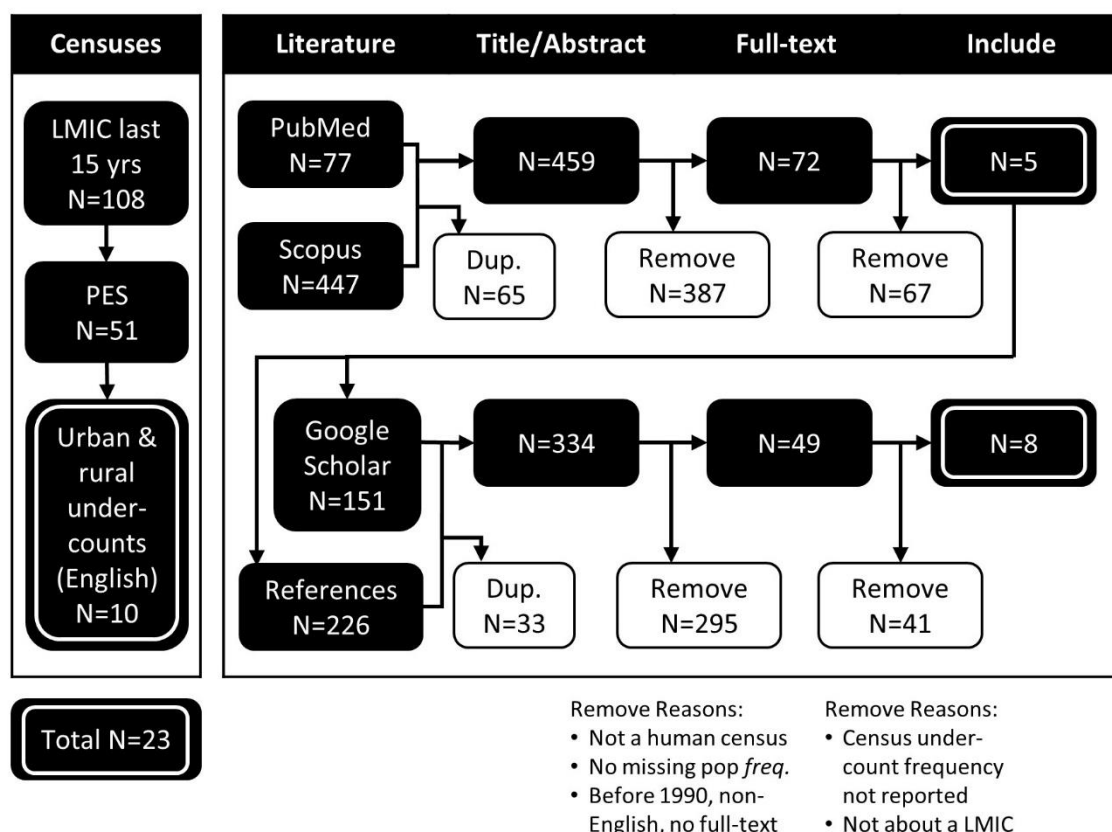 Censuses
LMIC last
15 yrs
N=108
PES
N=51
Urban &
rural
under-
counts
(English)
N=10
Total N=23
Literature
Title/Abstract
Full-text
Include
PubMed
N=77
Scopus
N=447
Dup.
N=65
N=459
Remove
N=387
N=72
Remove
N=67
N=5
Google
Scholar
N=151
References
N=226
Dup.
N=33
N=334
Remove
N=295
N=49
Remove
N=41
N=8
Remove Reasons:
• Not a human census
• No missing pop freq.
• Before 1990, non-
English, no full-text
Remove Reasons:
• Census under-
count frequency
not reported
• Not about a LMIC